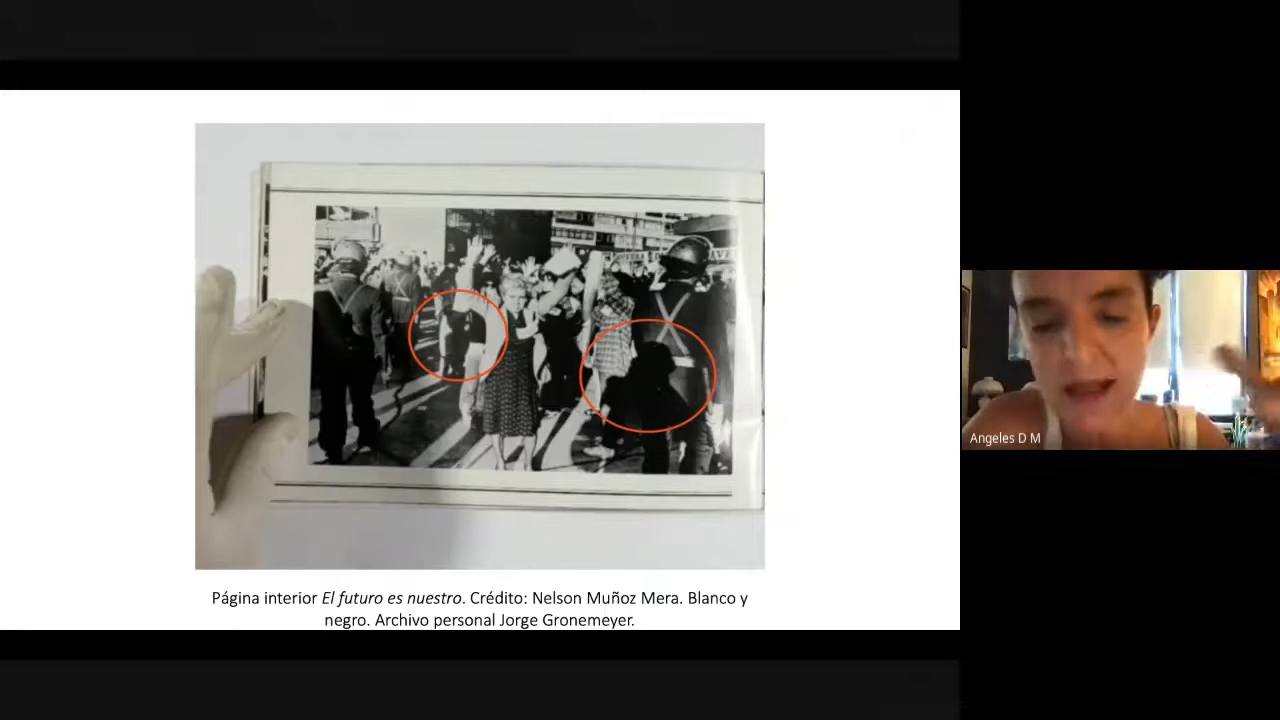 Página interior El futuro es nuestro. Crédito: Nelson Muñoz Mera. Blanco y
negro. Archivo personal Jorge Gronemeyer.
Angeles D M